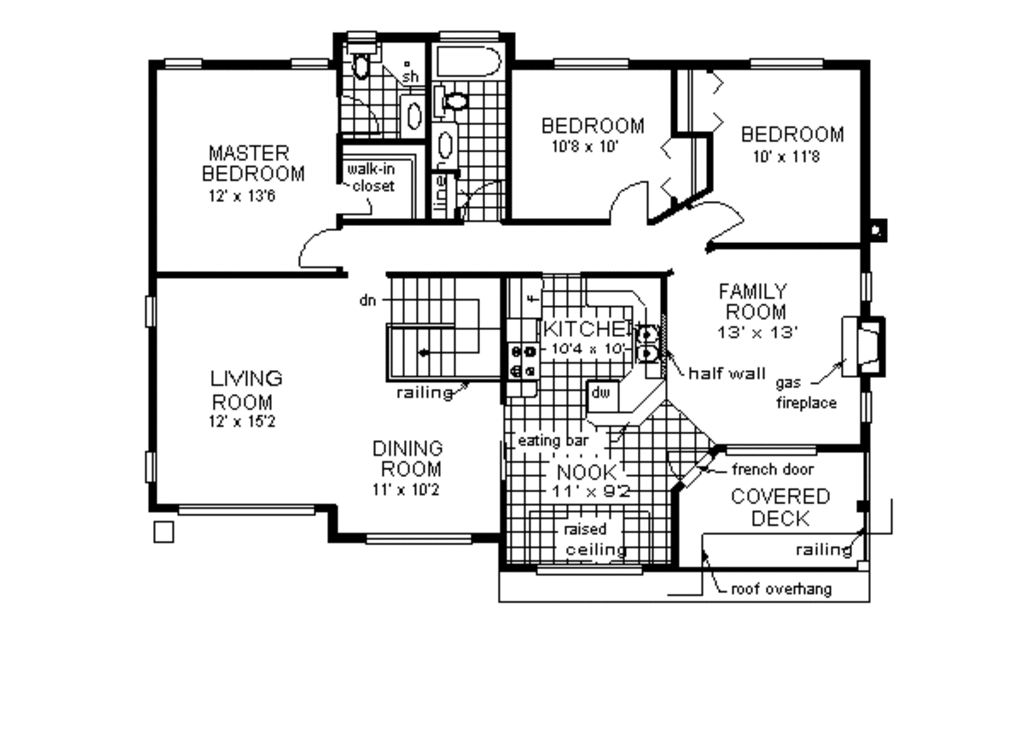 sh
MASTER
BEDROOM
12' x 13'6
walk-in
closet
line
BEDROOM
10'8 x 10'
BEDROOM
10' x 11'8
dn
f
KITCHE
10'4 x 10'
FAMILY
ROOM
13' x 13'
half wall
gas
fireplace
railing
dw
LIVING
ROOM
12' x 15'2
DINING
ROOM
11' x 10'2
eating bar
NOOK
11' x 9'2
raised
ceiling
french door
COVERED
DECK
railing
roof overhang